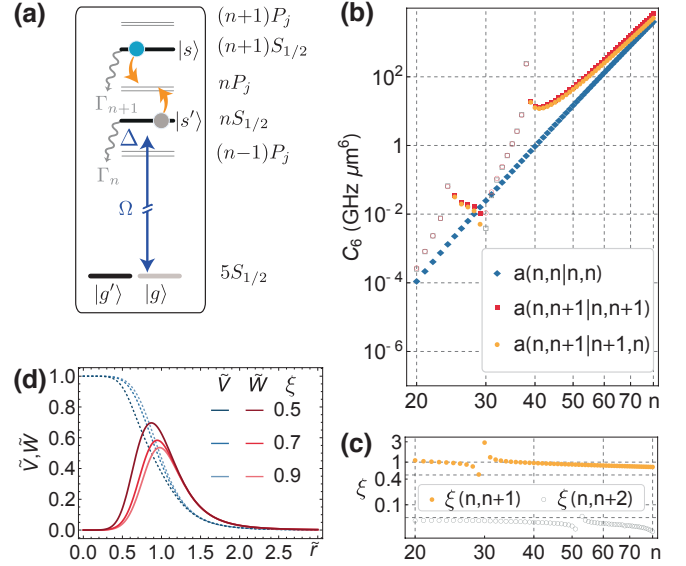 (a)
(n+1)P_j
|s⟩
(n+1)S_{1/2}
Γ_{n+1}
nP_j
|s′⟩
nS_{1/2}
Δ
(n−1)P_j
Γ_n
Ω
5S_{1/2}
|g′⟩ |g⟩
(b)
C_6 (GHz μm^6)
10^2
1
10^{-2}
10^{-4}
10^{-6}
a(n,n|n,n)
a(n,n+1|n,n+1)
a(n,n+1|n+1,n)
20 30 40 50 60 70 n
(c)
ξ
3
1
0.4
0.1
ξ(n,n+1) ξ(n,n+2)
20 30 40 50 60 70 n
(d)
Ṽ,W̃
1.0
0.8
0.6
0.4
0.2
0.0
Ṽ W̃ ξ
0.5
0.7
0.9
0.0 0.5 1.0 1.5 2.0 2.5 r̃